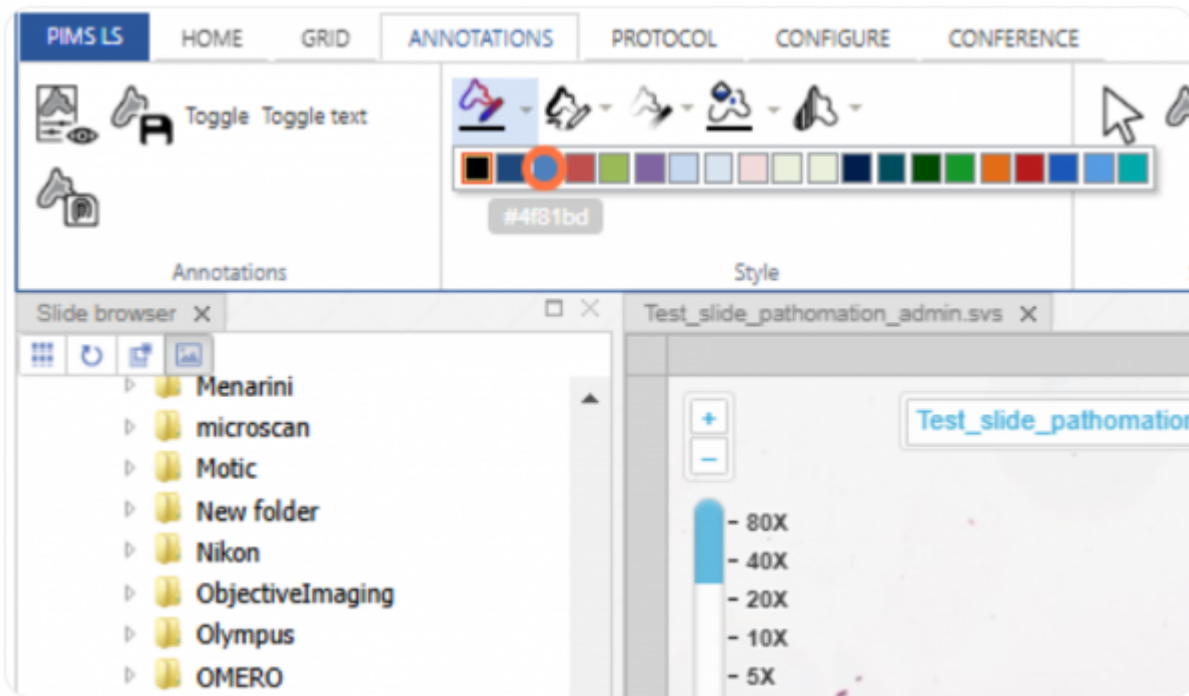 PIMS LS HOME GRID ANNOTATIONS PROTOCOL CONFIGURE CONFERENCE
Toggle Toggle text
#4f81bd
Annotations Style
Slide browser
Test_slide_pathomation_admin.svs
Menarini
microscan
Motic
New folder
Nikon
ObjectiveImaging
Olympus
OMERO
+
Test_slide_pathomation
–
- 80X
- 40X
- 20X
- 10X
- 5X